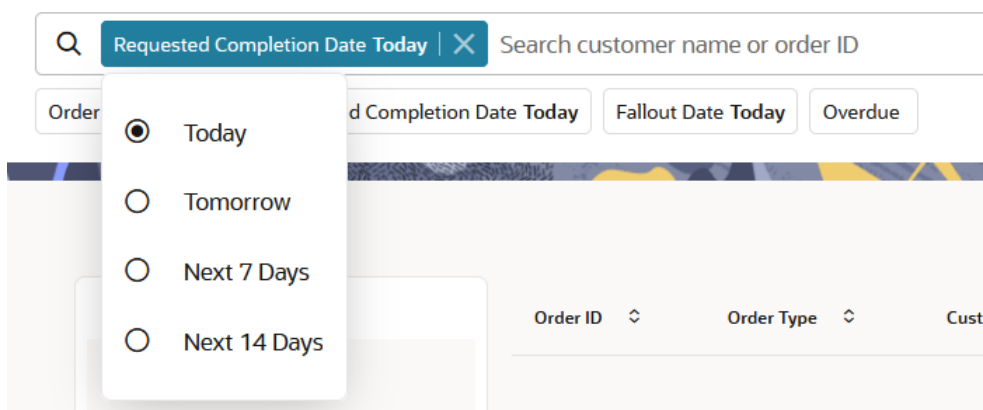 Requested Completion Date Today
Search customer name or order ID
Order
d Completion Date Today
Fallout Date Today
Overdue
Today
Tomorrow
Next 7 Days
Next 14 Days
Order ID
Order Type
Cust